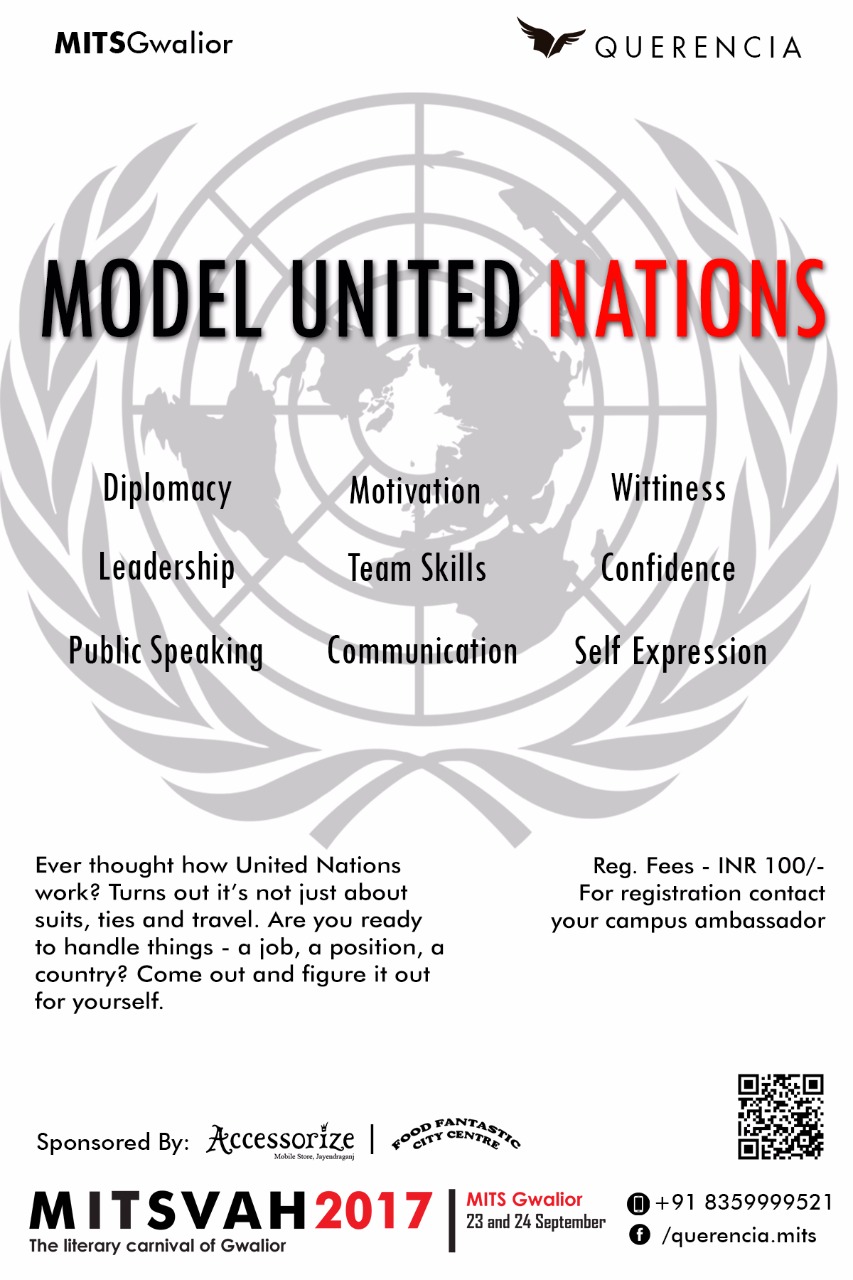 MITSGwalior
QUERENCIA
MODEL UNITED NATIONS
Diplomacy
Motivation
Wittiness
Leadership
Team Skills
Confidence
Public Speaking
Communication
Self Expression
Ever thought how United Nations
work? Turns out it's not just about
suits, ties and travel. Are you ready
to handle things - a job, a position, a
country? Come out and figure it out
for yourself.
Reg. Fees - INR 100/-
For registration contact
your campus ambassador
Sponsored By:
Accessorize
Mobile Store, Jayendraganj
FOOD FANTASTIC
CITY CENTRE
MITSVAH 2017
The literary carnival of Gwalior
MITS Gwalior
23 and 24 September
+91 8359999521
/querencia.mits